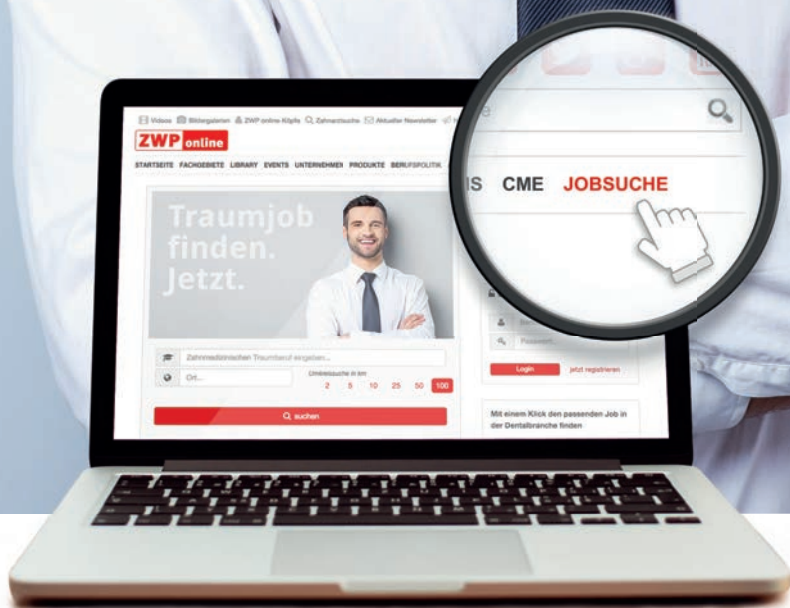 Videos Bildergalerien ZWP online Köpfe Zahnarztsuche Aktueller Newsletter
ZWP online
STARTSEITE FACHGEBIETE LIBRARY EVENTS UNTERNEHMEN PRODUKTE BERUFSPOLITIK
CME JOBSUCHE
Traumjob
finden.
Jetzt.
Zahnmedizinischen Traumberuf eingeben...
Ort...
Umkreissuche in km
2 5 10 25 50 100
suchen
Passwort
Login jetzt registrieren
Mit einem Klick den passenden Job in
der Dentalbranche finden